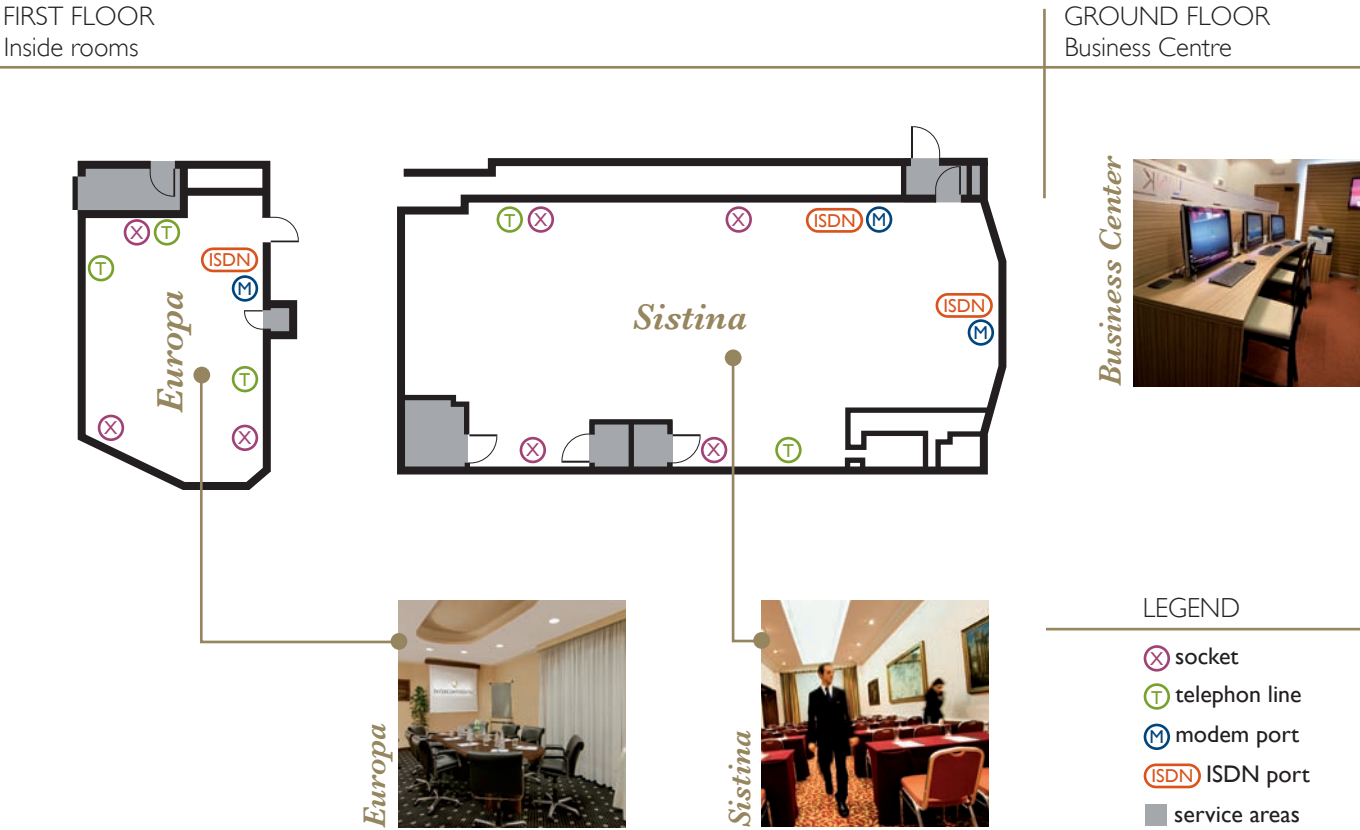 FIRST FLOOR
Inside rooms
GROUND FLOOR
Business Centre
T X
X
ISDN M
X T
T
ISDN
M
Europa
T
X
X
Sistina
ISDN
M
X
X
T
Business Center
Europa
Sistina
LEGEND
X socket
T telephon line
M modem port
ISDN ISDN port
service areas